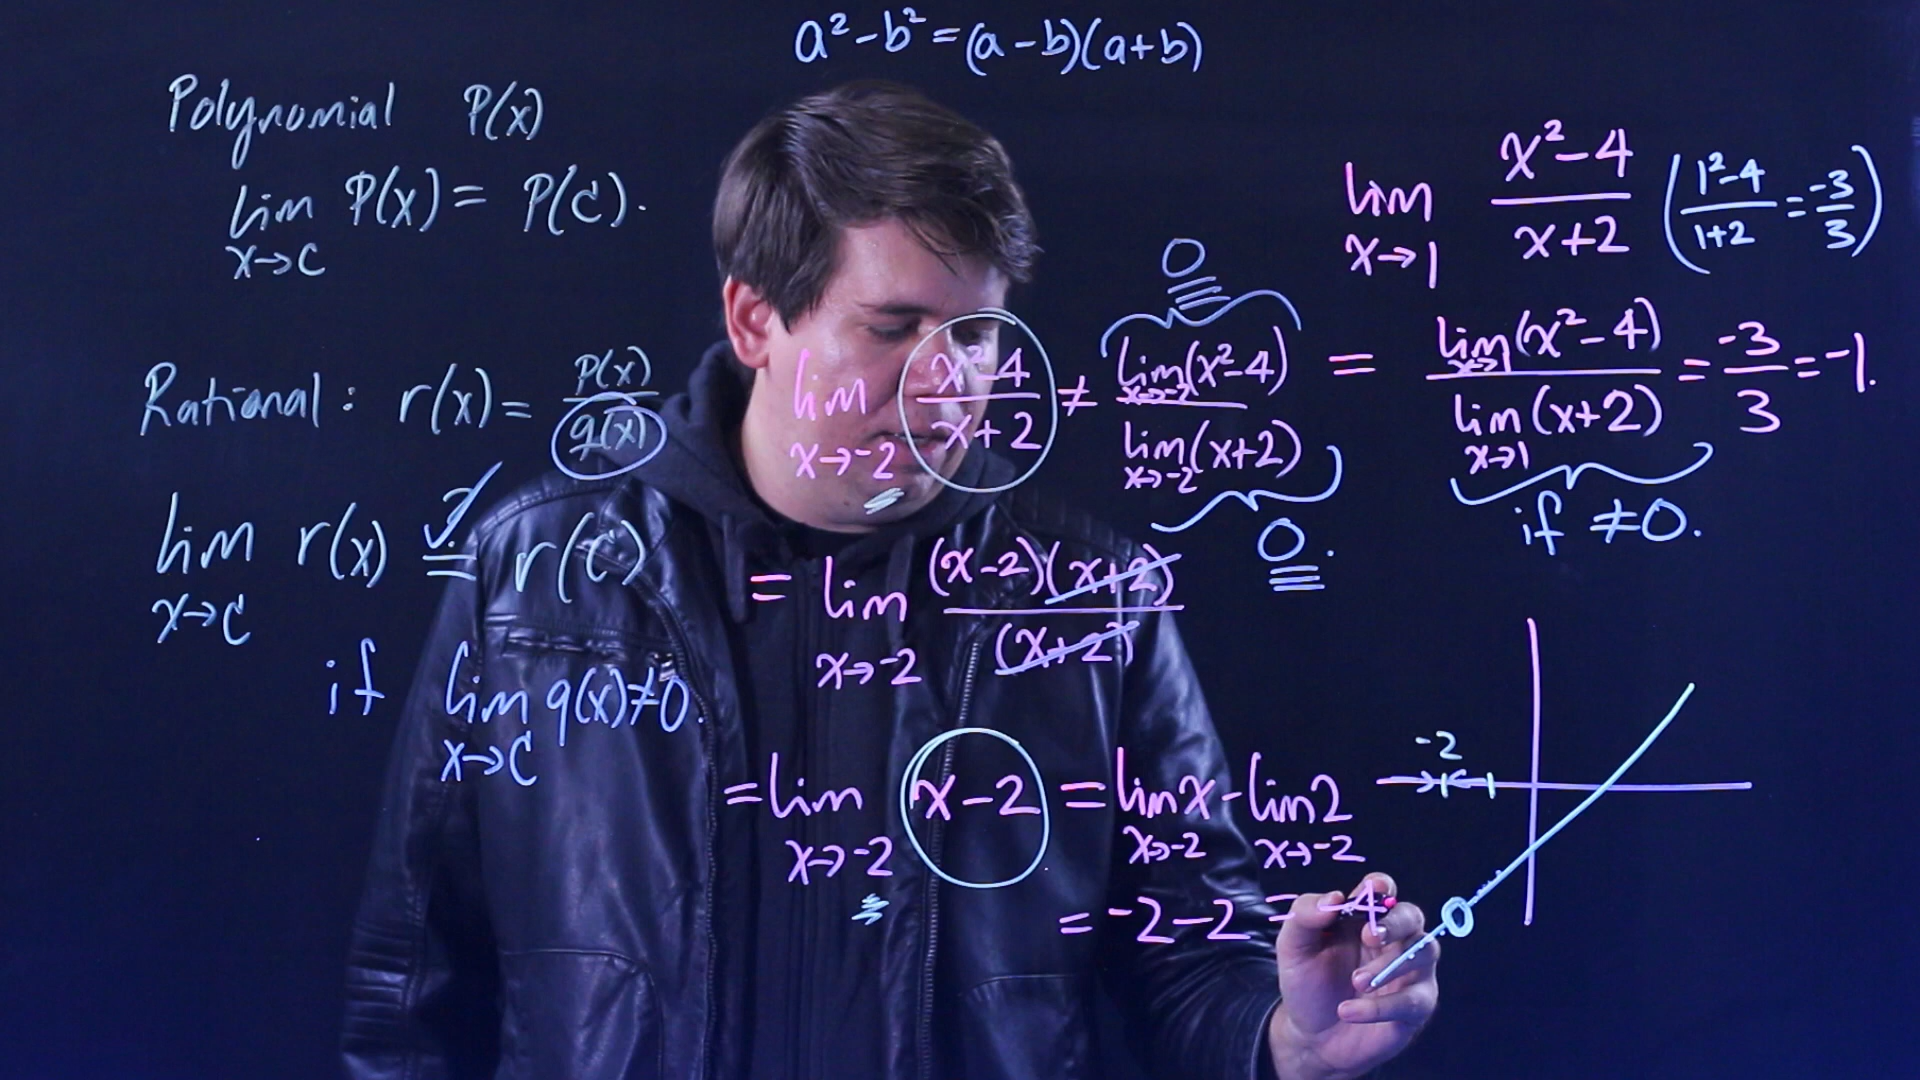 a² - b² = (a - b)(a + b)
Polynomial P(x)
lim P(x) = P(c).
x→c
Rational: r(x) = p(x)/q(x)
lim r(x) = r(c)
x→c
if lim q(x) ≠ 0.
x→c
0
lim (x² - 4)/(x + 2) ≠ lim (x² - 4) / lim (x + 2)
x→-2 x→-2 x→-2
0.
= lim (x - 2)(x + 2)/(x + 2)
x→-2
= lim x - 2 = lim x - lim 2
x→-2 x→-2 x→-2
= -2 - 2 = -4
lim (x² - 4)/(x + 2) ( (1² - 4)/(1 + 2) = -3/3 )
x→1
= lim (x² - 4) / lim (x + 2) = -3/3 = -1.
x→1 x→1
if ≠ 0.
-2